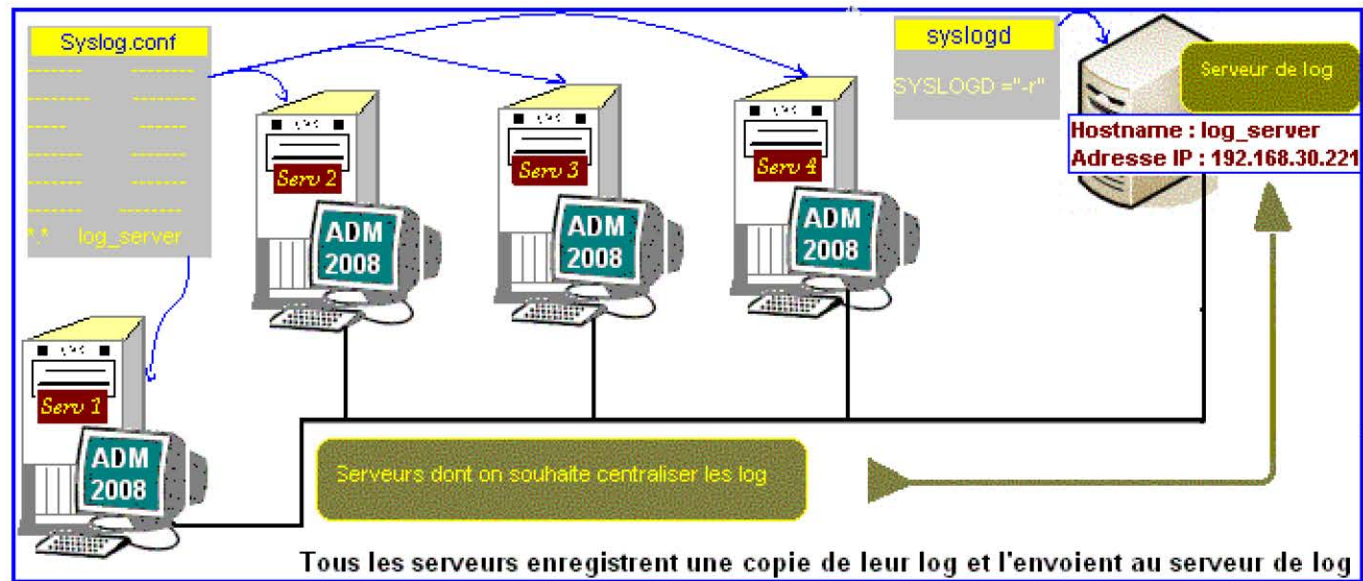 Syslog.conf
-------- --------
-------- --------
------ --------
------ --------
------ --------
------ --------
*.* log_server
syslogd
SYSLOGD ="-r"
Serveur de log
Hostname : log_server
Adresse IP : 192.168.30.221
Serv 2
Serv 3
Serv 4
ADM
2008
ADM
2008
ADM
2008
Serv 1
ADM
2008
Serveurs dont on souhaite centraliser les log
Tous les serveurs enregistrent une copie de leur log et l'envoient au serveur de log